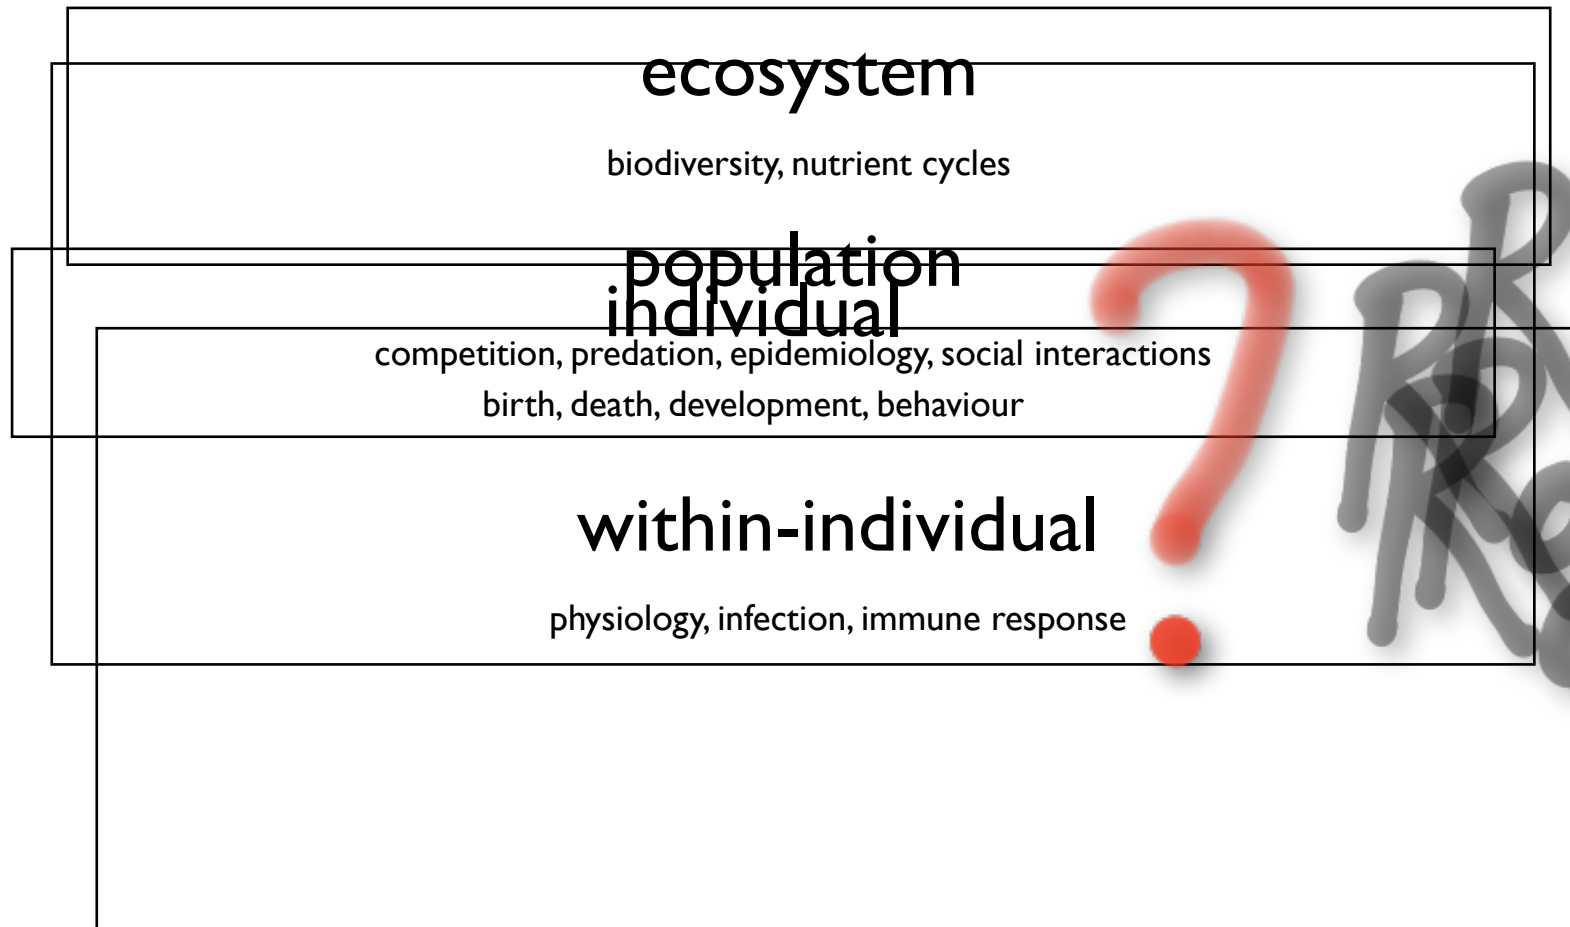 ecosystem
biodiversity, nutrient cycles
population
individual
competition, predation, epidemiology, social interactions
birth, death, development, behaviour
within-individual
physiology, infection, immune response
?